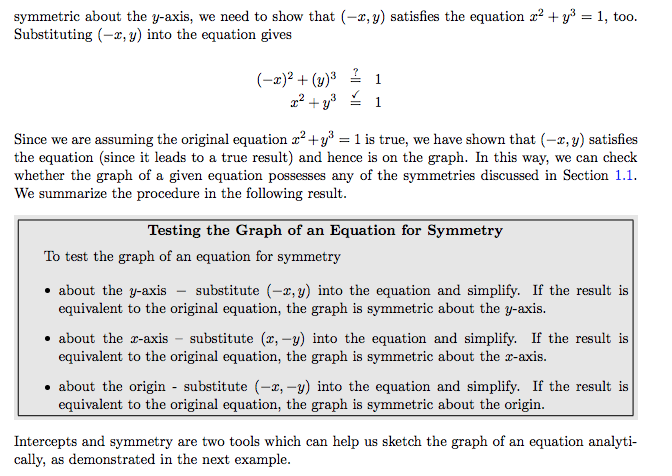 symmetric about the y-axis, we need to show that (−x, y) satisfies the equation x² + y³ = 1, too.
Substituting (−x, y) into the equation gives
(−x)² + (y)³ ≟ 1
x² + y³ ≚ 1
Since we are assuming the original equation x² + y³ = 1 is true, we have shown that (−x, y) satisfies
the equation (since it leads to a true result) and hence is on the graph. In this way, we can check
whether the graph of a given equation possesses any of the symmetries discussed in Section 1.1.
We summarize the procedure in the following result.
Testing the Graph of an Equation for Symmetry
To test the graph of an equation for symmetry
• about the y-axis − substitute (−x, y) into the equation and simplify. If the result is
equivalent to the original equation, the graph is symmetric about the y-axis.
• about the x-axis − substitute (x, −y) into the equation and simplify. If the result is
equivalent to the original equation, the graph is symmetric about the x-axis.
• about the origin - substitute (−x, −y) into the equation and simplify. If the result is
equivalent to the original equation, the graph is symmetric about the origin.
Intercepts and symmetry are two tools which can help us sketch the graph of an equation analyti-
cally, as demonstrated in the next example.